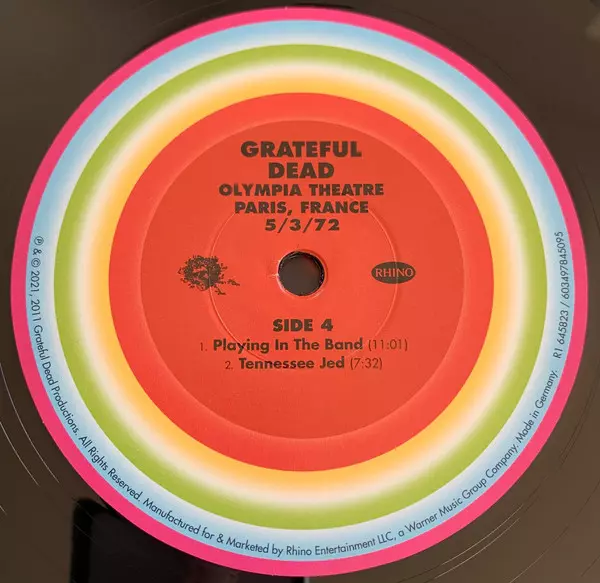 GRATEFUL
DEAD
OLYMPIA THEATRE
PARIS, FRANCE
5/3/72
RHINO
SIDE 4
1. Playing In The Band (11:01)
2. Tennessee Jed (7:32)
℗ & © 2021, 2011 Grateful Dead Productions. All Rights Reserved. Manufactured for & Marketed by Rhino Entertainment LLC, a Warner Music Group Company. Made in Germany. R1 645823 / 603497845095